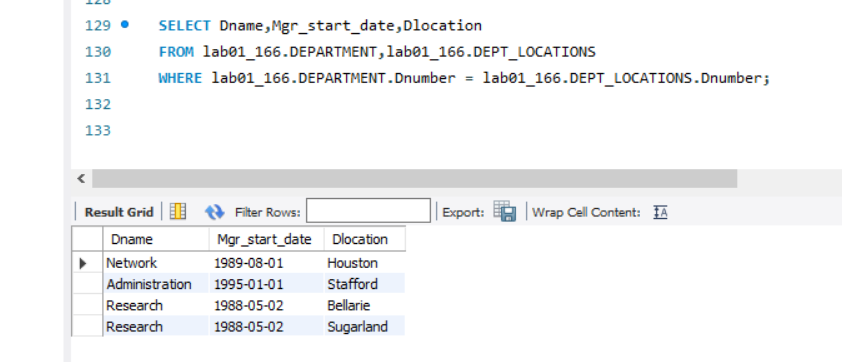 128
129 SELECT Dname,Mgr_start_date,Dlocation
130 FROM lab01_166.DEPARTMENT,lab01_166.DEPT_LOCATIONS
131 WHERE lab01_166.DEPARTMENT.Dnumber = lab01_166.DEPT_LOCATIONS.Dnumber;
132
133
Result Grid Filter Rows: Export: Wrap Cell Content: IA
Dname Mgr_start_date Dlocation
Network 1989-08-01 Houston
Administration 1995-01-01 Stafford
Research 1988-05-02 Bellarie
Research 1988-05-02 Sugarland